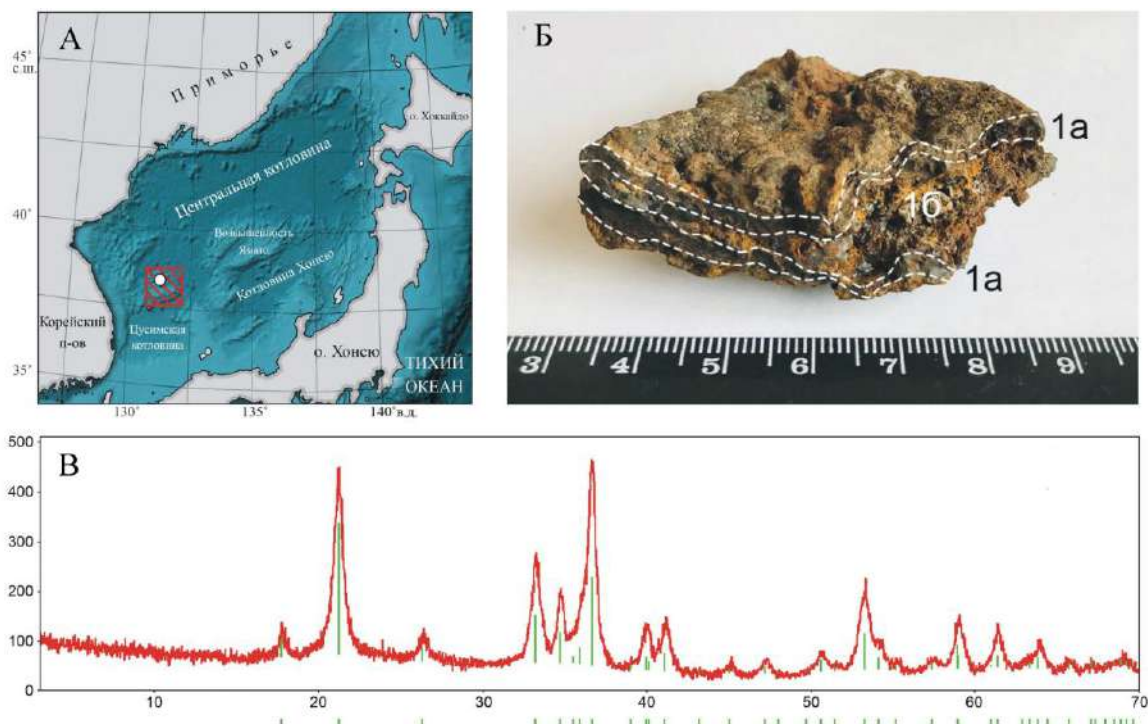 А
45°
с.ш.
Приморье
о. Хоккайдо
Центральная котловина
40°
Возвышенность
Ямато
Котловина Хонсю
Корейский
п-ов
Цусимская
котловина
о. Хонсю
ТИХИЙ
ОКЕАН
35°
130°
135°
140°в.д.
Б
1а
1б
1а
3 4 5 6 7 8 9
В
500
400
300
200
100
0
10 20 30 40 50 60 70